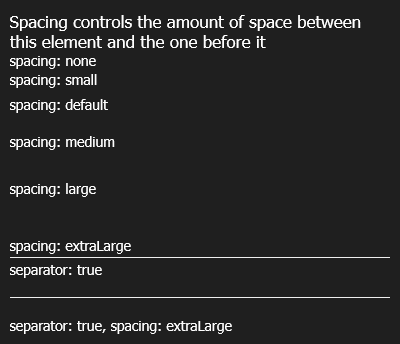 Spacing controls the amount of space between
this element and the one before it
spacing: none
spacing: small
spacing: default
spacing: medium
spacing: large
spacing: extraLarge
separator: true
separator: true, spacing: extraLarge